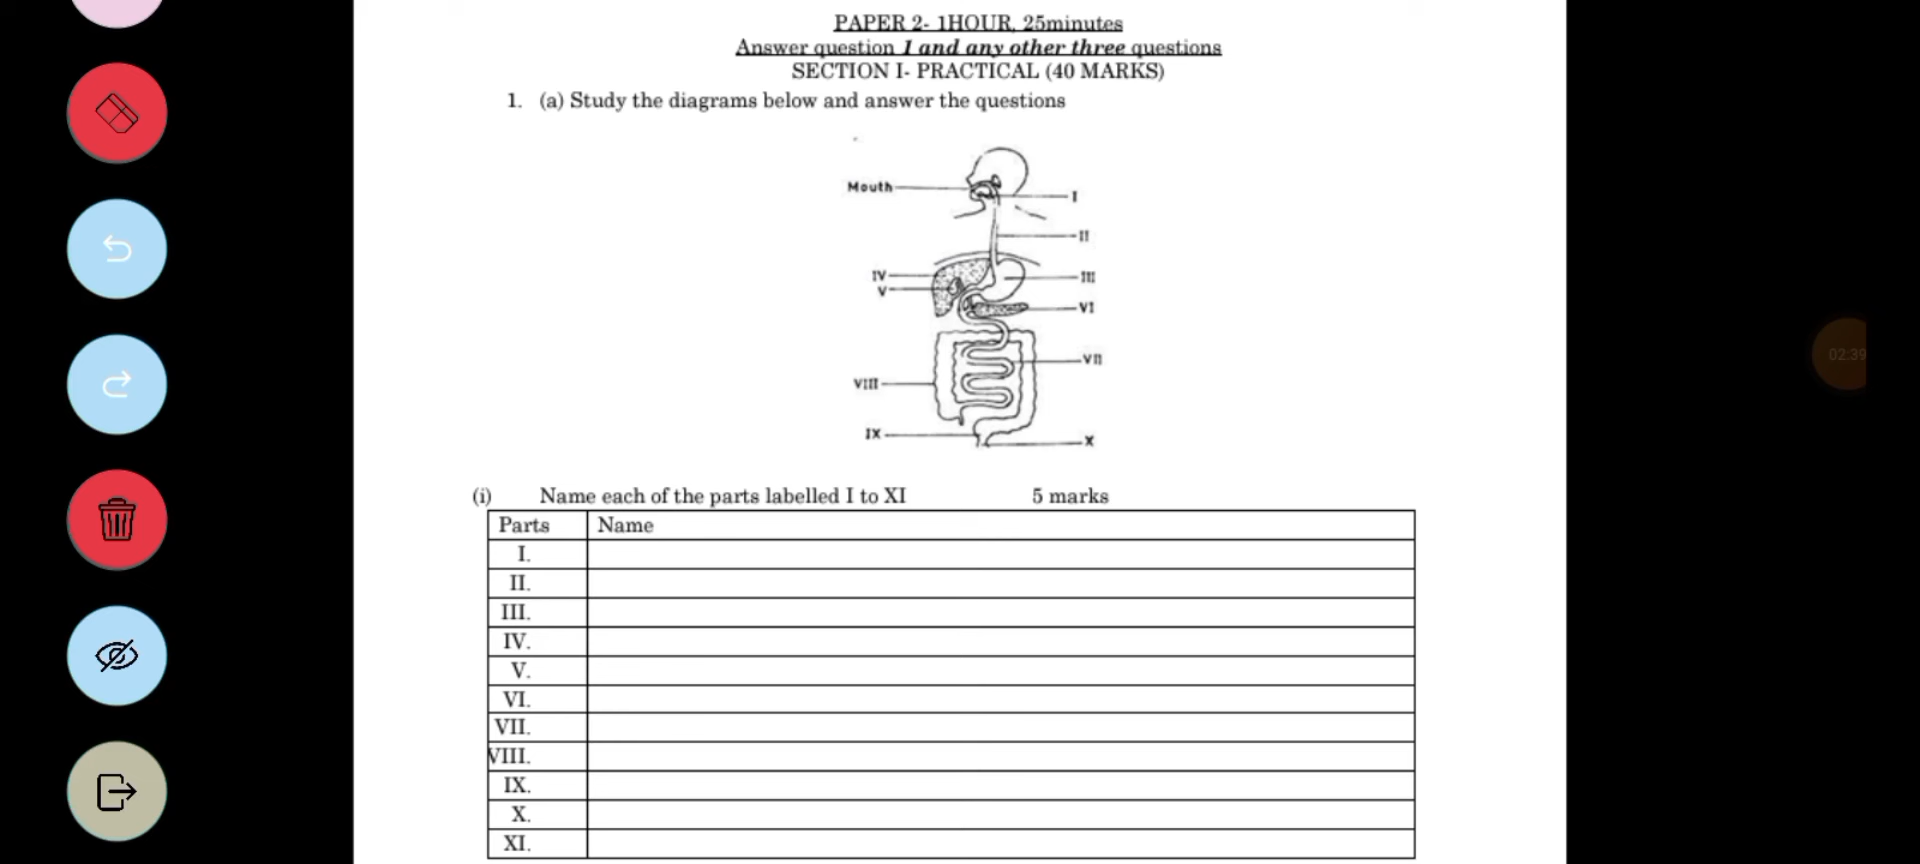 PAPER 2- 1HOUR, 25minutes
Answer question 1 and any other three questions
SECTION I- PRACTICAL (40 MARKS)
1. (a) Study the diagrams below and answer the questions
Mouth
I
II
IV
III
V
VI
VII
VIII
IX
X
(i) Name each of the parts labelled I to XI 5 marks
Parts Name
I.
II.
III.
IV.
V.
VI.
VII.
VIII.
IX.
X.
XI.
02:39